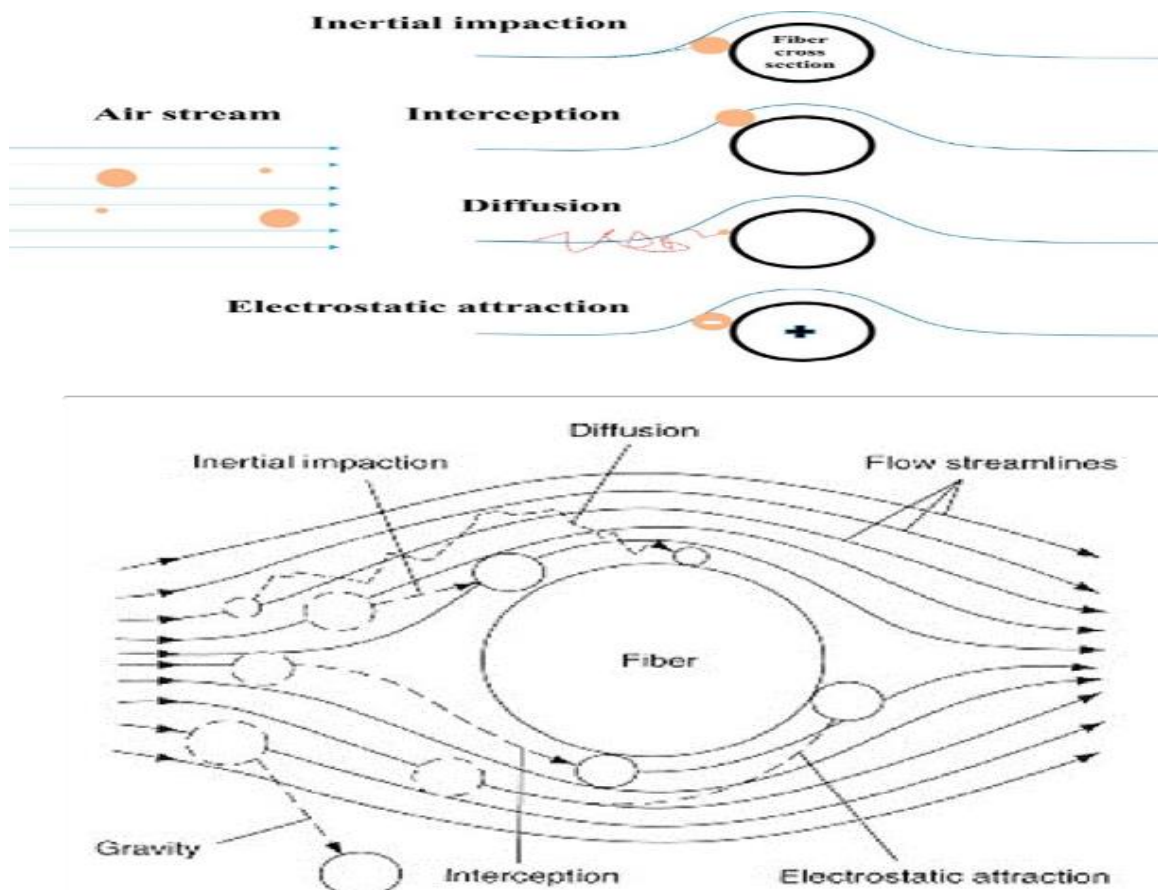 Inertial impaction
Fiber
cross
section
Air stream
Interception
Diffusion
Electrostatic attraction
+
Diffusion
Inertial impaction
Flow streamlines
Fiber
Gravity
Interception
Electrostatic attraction